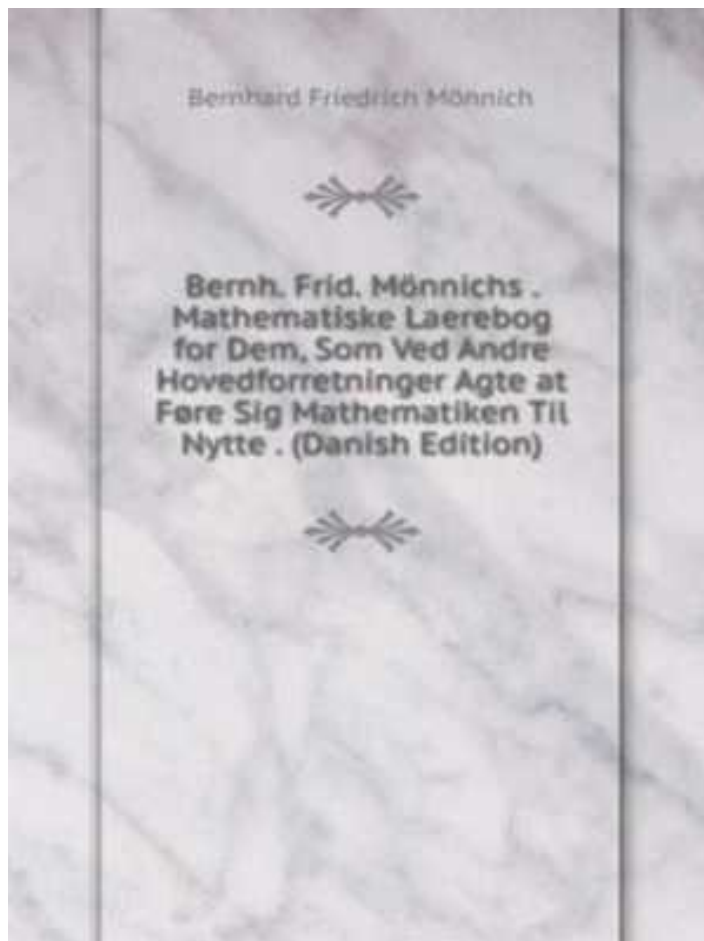 Bernhard Friedrich Mönnich
Bernh. Frid. Mönnichs .
Mathematiske Laerebog
for Dem, Som Ved Andre
Hovedforretninger Agte at
Føre Sig Mathematiken Til
Nytte . (Danish Edition)